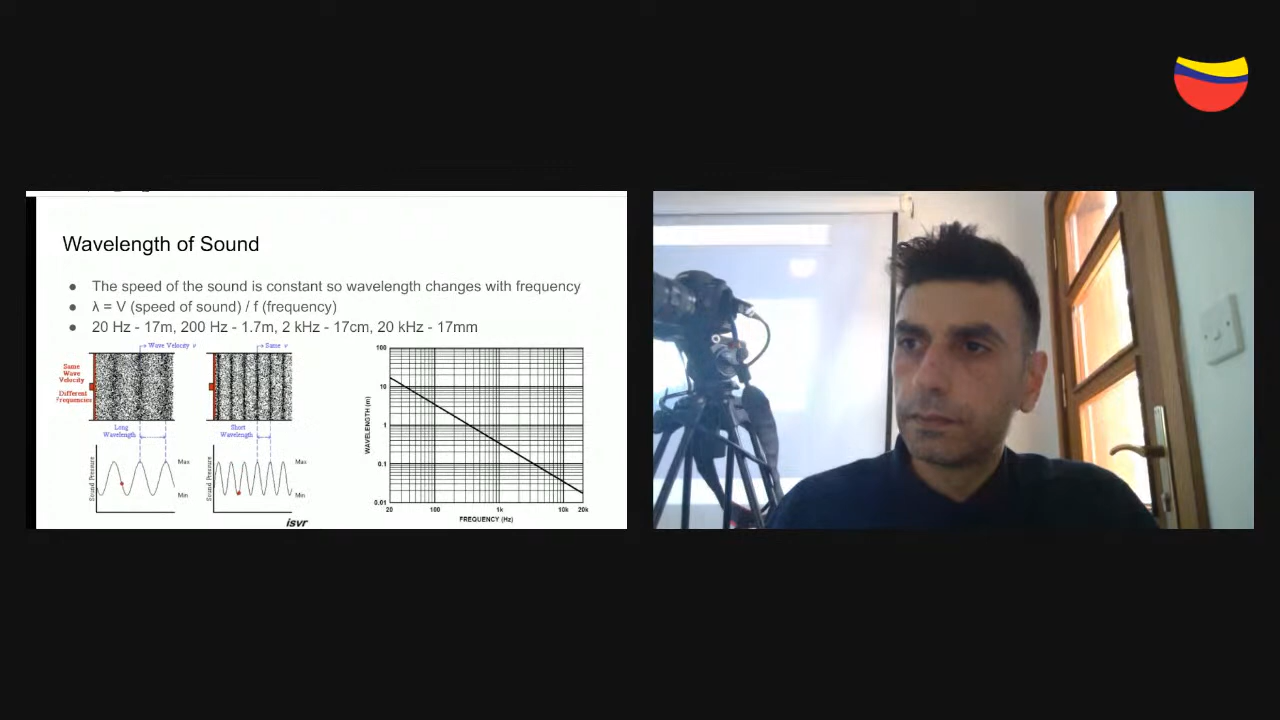 Wavelength of Sound
● The speed of the sound is constant so wavelength changes with frequency
● λ = V (speed of sound) / f (frequency)
● 20 Hz - 17m, 200 Hz - 1.7m, 2 kHz - 17cm, 20 kHz - 17mm
Wave Velocity v
Same v
Same
Wave
Velocity
Different
Frequencies
Long
Wavelength
Short
Wavelength
Sound Pressure
Max
Min
Sound Pressure
Max
Min
isvr
WAVELENGTH (m)
100
10
1
0.1
0.01
20 100 1k 10k 20k
FREQUENCY (Hz)